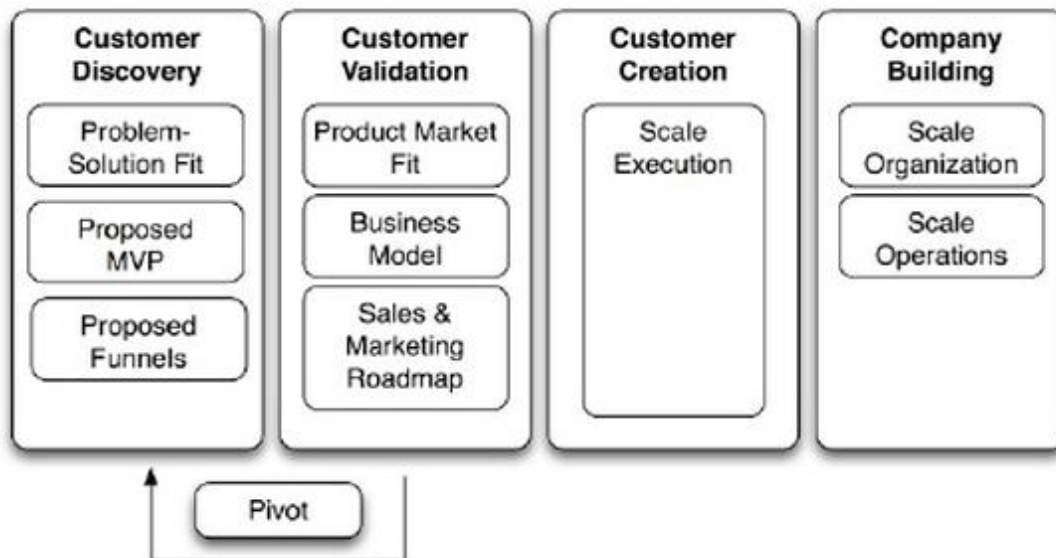 Customer
Discovery
Problem-
Solution Fit
Proposed
MVP
Proposed
Funnels
Customer
Validation
Product Market
Fit
Business
Model
Sales &
Marketing
Roadmap
Customer
Creation
Scale
Execution
Company
Building
Scale
Organization
Scale
Operations
Pivot